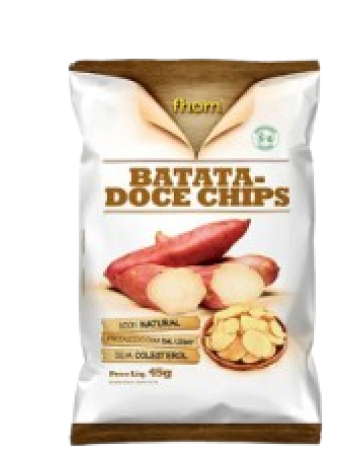 fhom
BATATA-
DOCE CHIPS
100% NATURAL
SEM COLESTEROL
Peso Líq. 45g